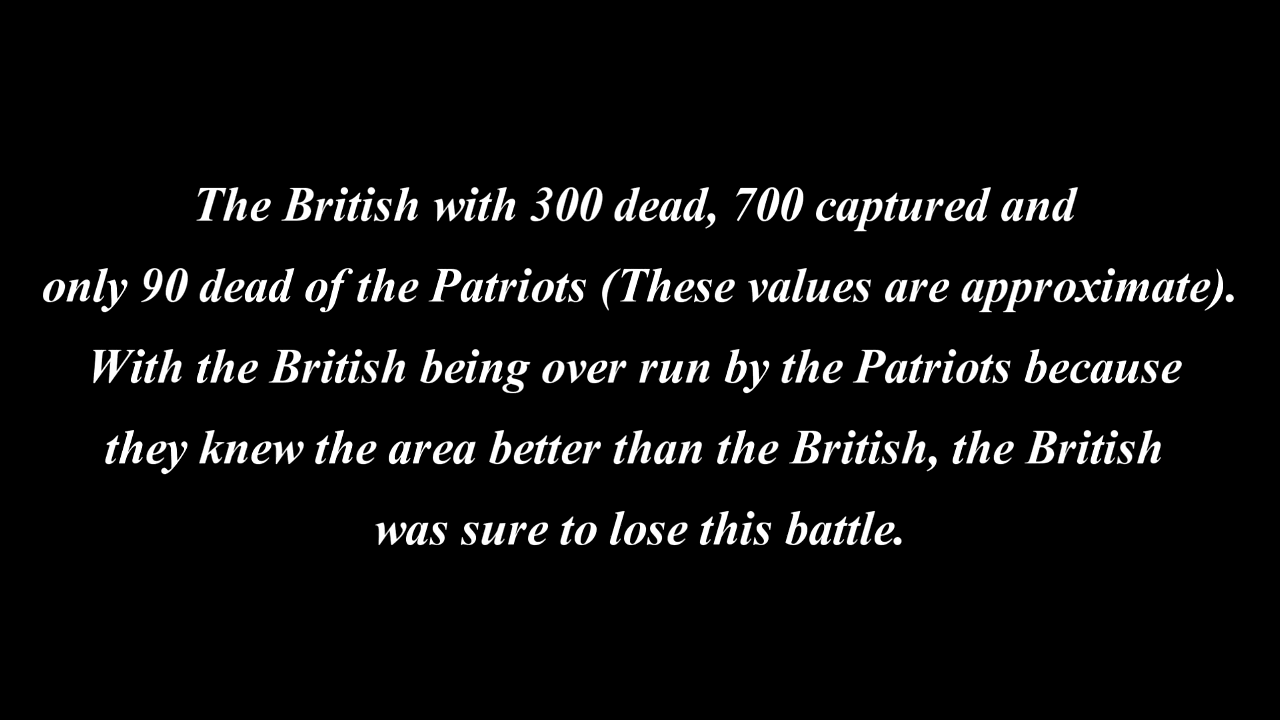 The British with 300 dead, 700 captured and
only 90 dead of the Patriots (These values are approximate).
With the British being over run by the Patriots because
they knew the area better than the British, the British
was sure to lose this battle.